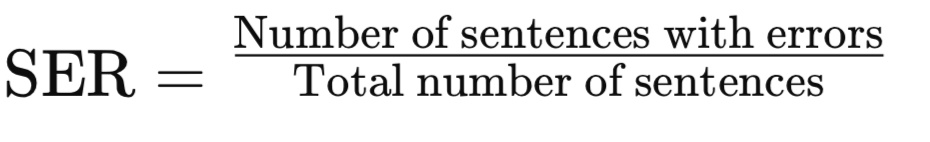 SER = Number of sentences with errors
Total number of sentences